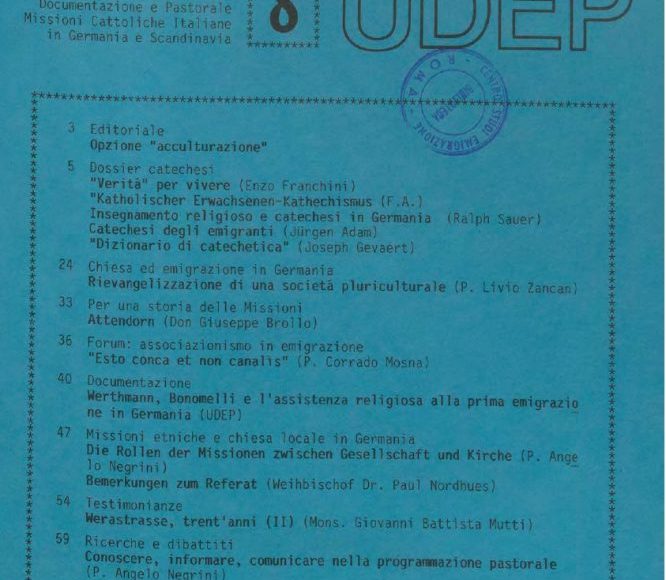 Documentazione e Pastorale
Missioni Cattoliche Italiane
in Germania e Scandinavia
8
UDEP
CENTRO STUDI EMIGRAZIONE - ROMA -
BIBLIOTECA
3 Editoriale
Opzione "acculturazione"
5 Dossier catechesi
"Verità" per vivere (Enzo Franchini)
"Katholischer Erwachsenen-Kathechismus (F.A.)
Insegnamento religioso e catechesi in Germania (Ralph Sauer)
Catechesi degli emigranti (Jürgen Adam)
"Dizionario di catechetica" (Joseph Gevaert)
24 Chiesa ed emigrazione in Germania
Rievangelizzazione di una società pluriculturale (P. Livio Zancan)
33 Per una storia delle Missioni
Attendorn (Don Giuseppe Brollo)
36 Forum: associazionismo in emigrazione
"Esto conca et non canalis" (P. Corrado Mosna)
40 Documentazione
Werthmann, Bonomelli e l'assistenza religiosa alla prima emigrazio
ne in Germania (UDEP)
47 Missioni etniche e chiesa locale in Germania
Die Rollen der Missionen zwischen Gesellschaft und Kirche (P. Ange
lo Negrini)
Bemerkungen zum Referat (Weihbischof Dr. Paul Nordhues)
54 Testimonianze
Werastrasse, trent'anni (II) (Mons. Giovanni Battista Mutti)
59 Ricerche e dibattiti
Conoscere, informare, comunicare nella programmazione pastorale
(P. Angelo Negrini)